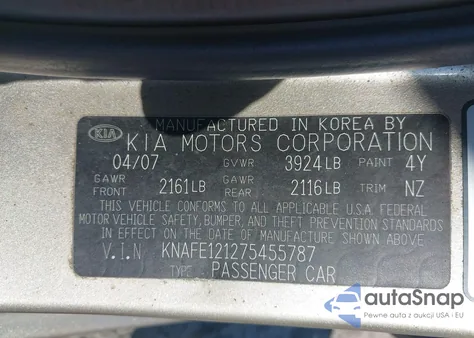 MANUFACTURED IN KOREA BY
KIA KIA MOTORS CORPORATION
04/07 GVWR 3924LB PAINT 4Y
GAWR FRONT 2161LB GAWR REAR 2116LB TRIM NZ
THIS VEHICLE CONFORMS TO ALL APPLICABLE U.S.A. FEDERAL
MOTOR VEHICLE SAFETY, BUMPER, AND THEFT PREVENTION STANDARDS
IN EFFECT ON THE DATE OF MANUFACTURE SHOWN ABOVE
V.I.N KNAFE121275455787
TYPE PASSENGER CAR
autoSnap
Pewne auta z aukcji USA i EU